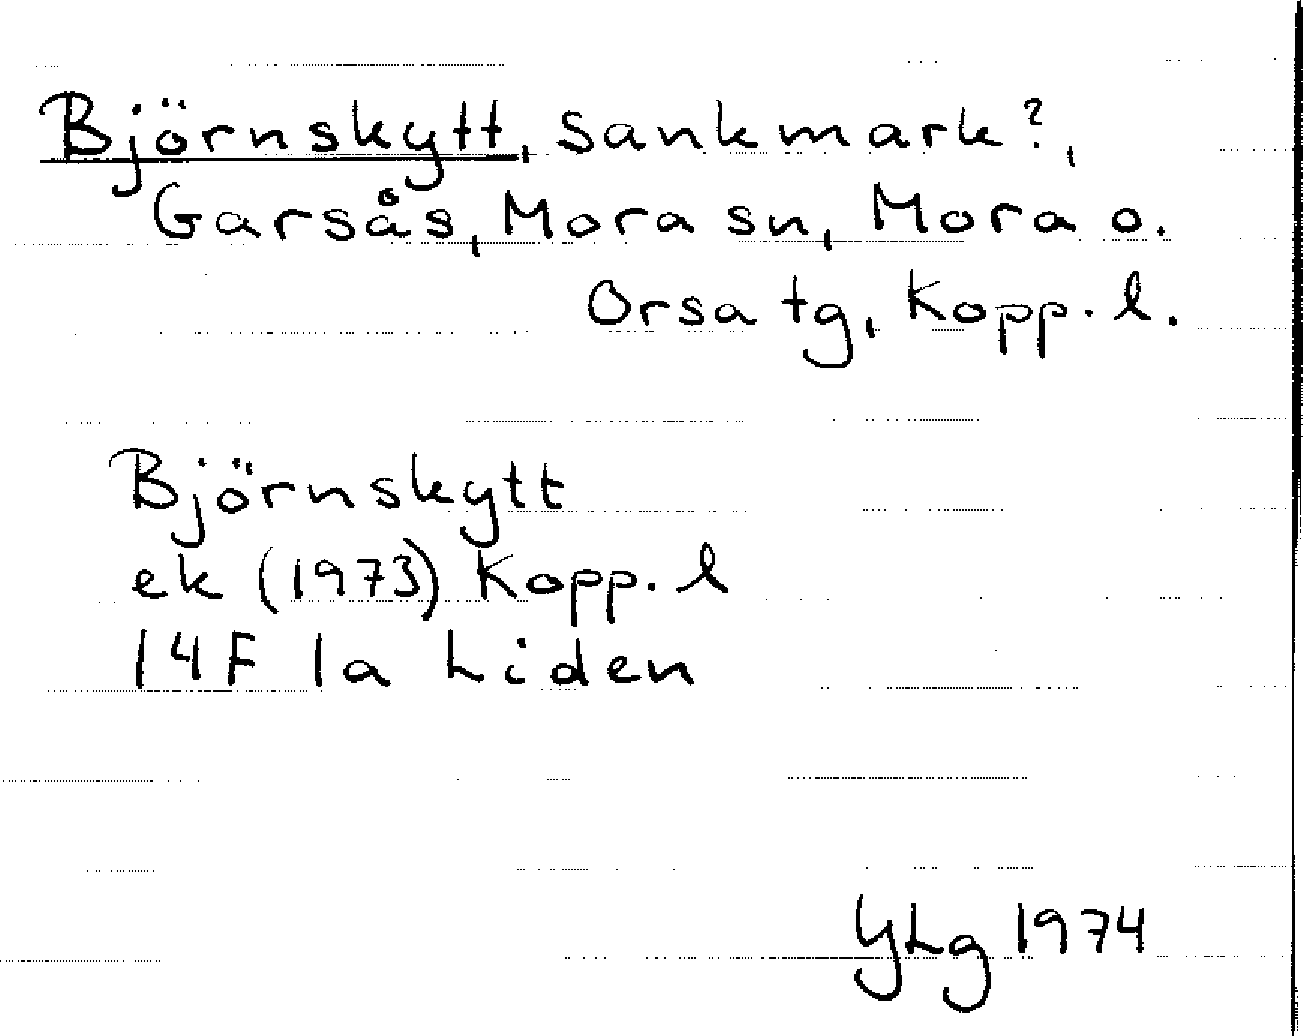 Björnskytt, sankmark?,
Garsås, Mora sn, Mora o.
Orsa tg, Kopp. l.
Björnskytt
ek (1973) Kopp. l
14F 1a Liden
YLg 1974